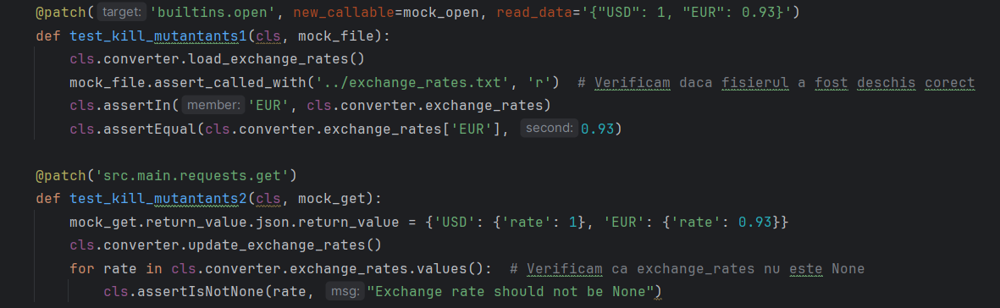 @patch( target: 'builtins.open', new_callable=mock_open, read_data='{"USD": 1, "EUR": 0.93}')
def test_kill_mutantants1(cls, mock_file):
    cls.converter.load_exchange_rates()
    mock_file.assert_called_with('../exchange_rates.txt', 'r')  # Verificam daca fisierul a fost deschis corect
    cls.assertIn( member: 'EUR', cls.converter.exchange_rates)
    cls.assertEqual(cls.converter.exchange_rates['EUR'], second: 0.93)
@patch('src.main.requests.get')
def test_kill_mutantants2(cls, mock_get):
    mock_get.return_value.json.return_value = {'USD': {'rate': 1}, 'EUR': {'rate': 0.93}}
    cls.converter.update_exchange_rates()
    for rate in cls.converter.exchange_rates.values():  # Verificam ca exchange_rates nu este None
        cls.assertIsNotNone(rate, msg: "Exchange rate should not be None")